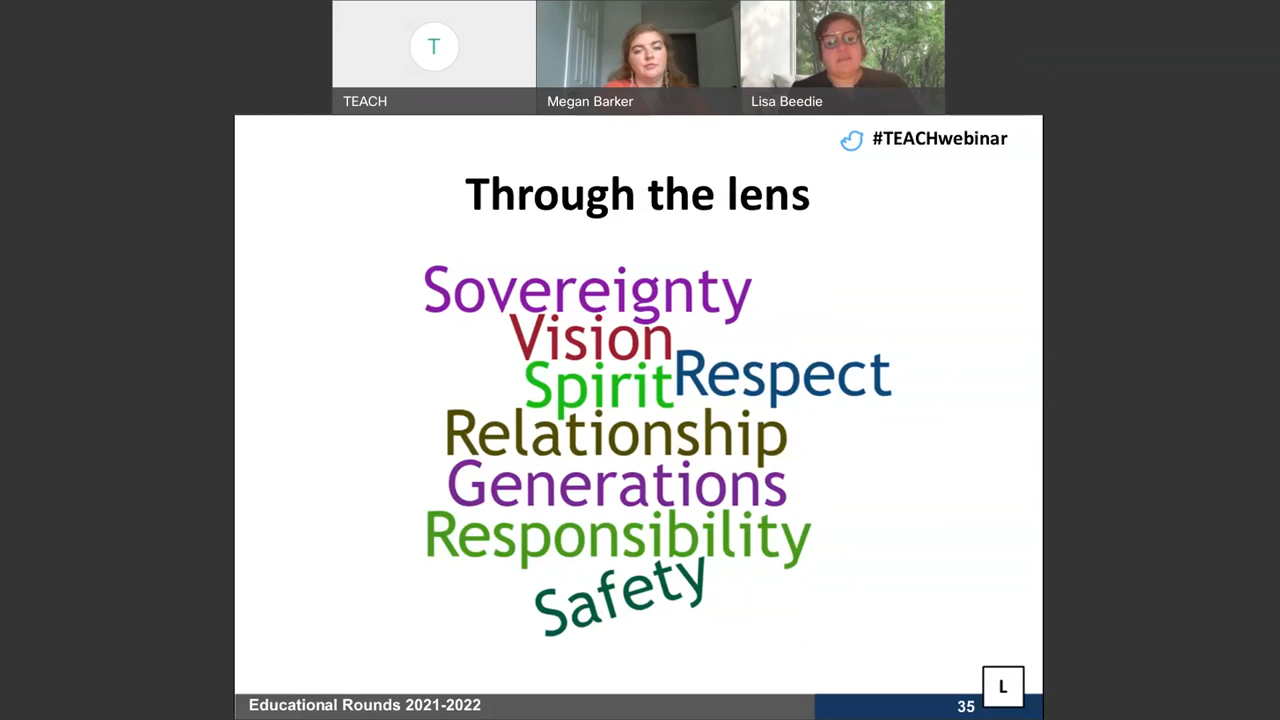 T
TEACH
Megan Barker
Lisa Beedie
#TEACHwebinar
Through the lens
Sovereignty
Vision
Respect
Spirit
Relationship
Generations
Responsibility
Safety
L
Educational Rounds 2021-2022
35